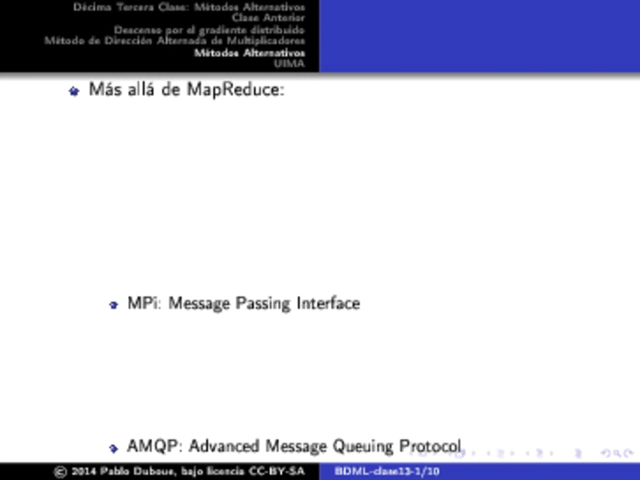 Décima Tercera Clase: Métodos Alternativos
Clase Anterior
Descenso por el gradiente distribuido
Método de Dirección Alternada de Multiplicadores
Métodos Alternativos
UIMA
Más allá de MapReduce:
MPi: Message Passing Interface
AMQP: Advanced Message Queuing Protocol
© 2014 Pablo Duboue, bajo licencia CC-BY-SA BDML-clase13-1/10